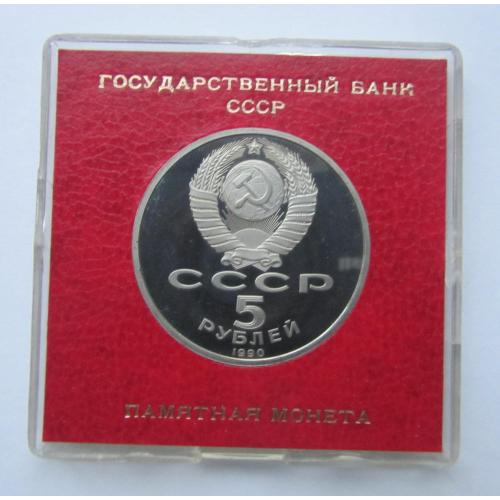 ГОСУДАРСТВЕННЫЙ БАНК
СССР
СССР
5
РУБЛЕЙ
1990
ПАМЯТНАЯ МОНЕТА